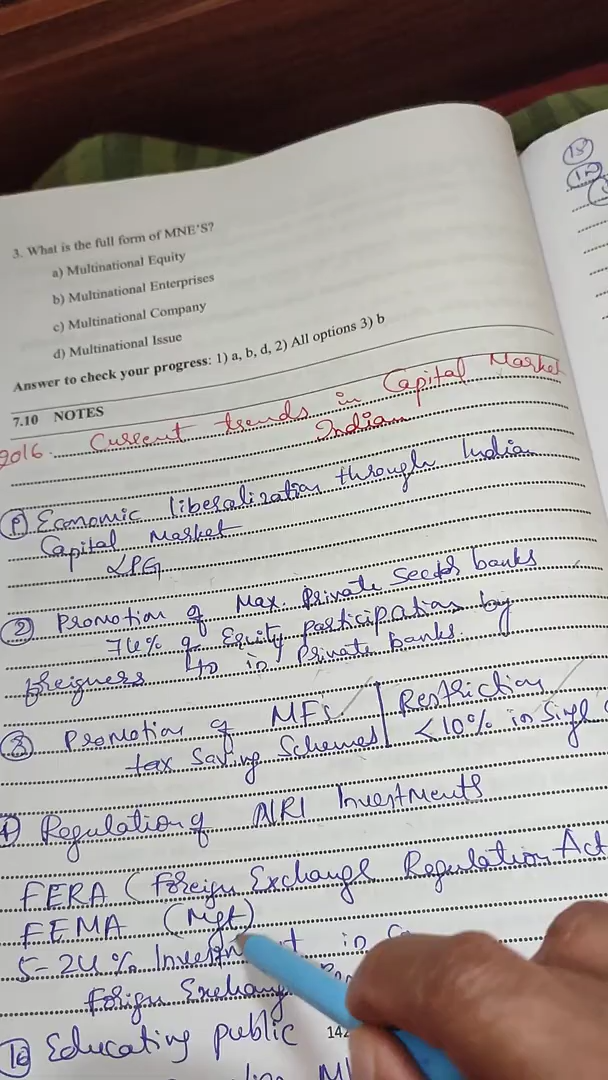 3. What is the full form of MNE'S?
a) Multinational Equity
b) Multinational Enterprises
c) Multinational Company
d) Multinational Issue
Answer to check your progress: 1) a, b, d, 2) All options 3) b
7.10 NOTES
2016. Current trends in Capital Market
Indian
① Economic liberalization through Indian
Capital Market
LPG
② Promotion of Max. Private Sector banks
74% of Equity participation by
foreigners in Private banks.
③ Promotion of MFs | Restriction
tax Saving Schemes | <10% in
④ Regulation of NRI Investments
FERA (Foreign Exchange Regulation Act
FEMA (Mgt)
5-24% Investment in
Foreign Exchange
⑩ Educating public
142
18